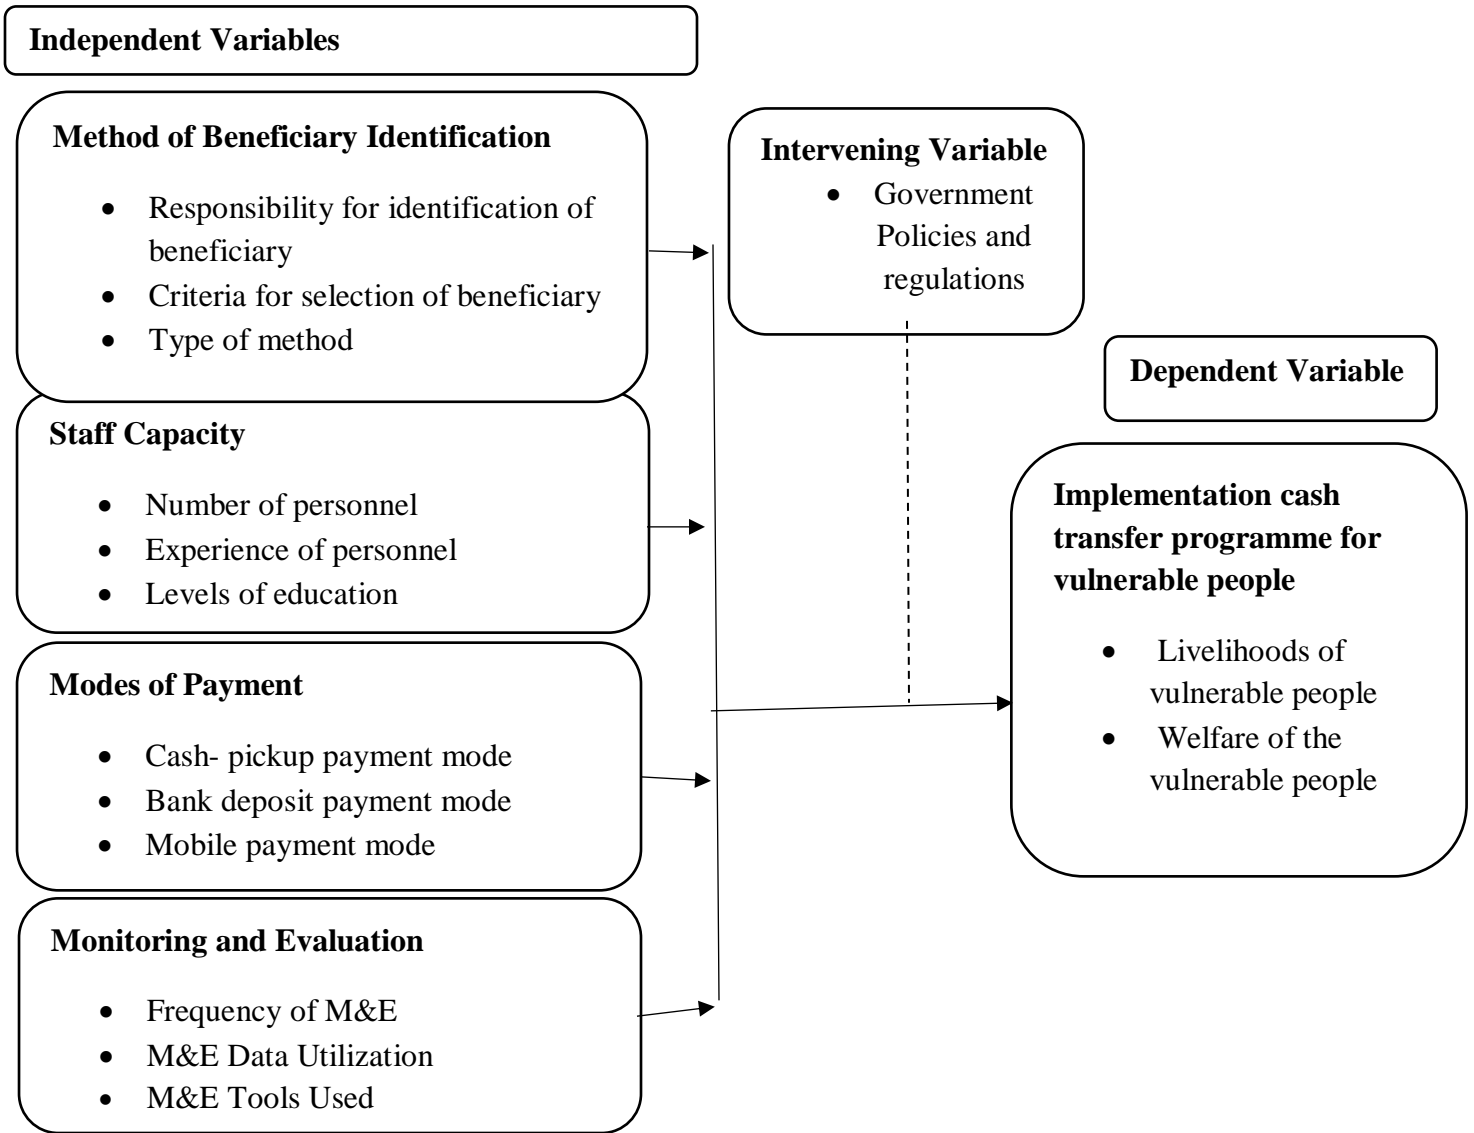 Independent Variables
Method of Beneficiary Identification
• Responsibility for identification of
beneficiary
• Criteria for selection of beneficiary
• Type of method
Staff Capacity
• Number of personnel
• Experience of personnel
• Levels of education
Modes of Payment
• Cash- pickup payment mode
• Bank deposit payment mode
• Mobile payment mode
Monitoring and Evaluation
• Frequency of M&E
• M&E Data Utilization
• M&E Tools Used
Intervening Variable
• Government
Policies and
regulations
Dependent Variable
Implementation cash
transfer programme for
vulnerable people
• Livelihoods of
vulnerable people
• Welfare of the
vulnerable people